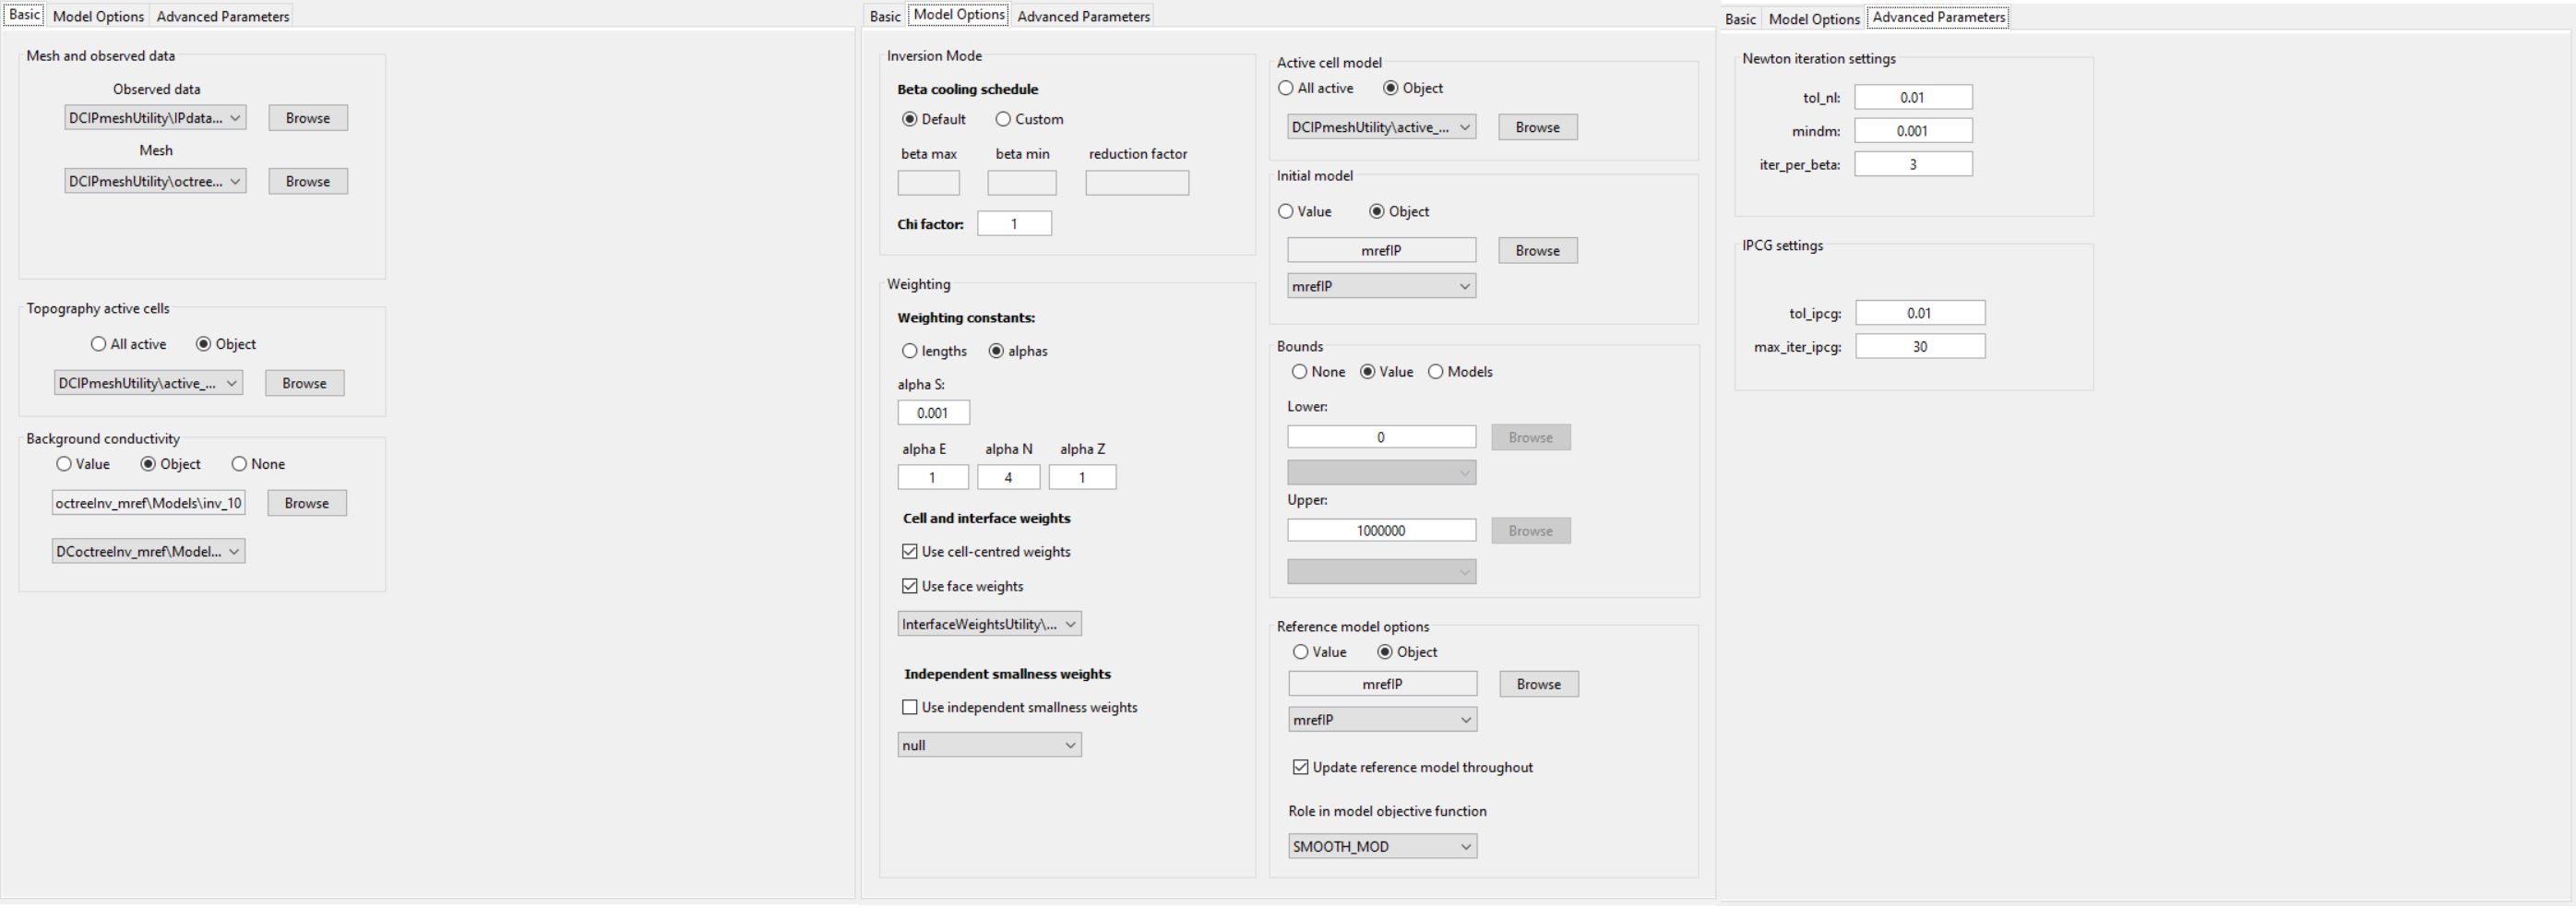 Basic Model Options Advanced Parameters
Mesh and observed data
Observed data
DCIPmeshUtility\IPdata... Browse
Mesh
DCIPmeshUtility\octree... Browse
Topography active cells
All active Object
DCIPmeshUtility\active_... Browse
Background conductivity
Value Object None
octreeInv_mref\Models\inv_10 Browse
DCoctreeInv_mref\Model...
Basic Model Options Advanced Parameters
Inversion Mode
Beta cooling schedule
Default Custom
beta max beta min reduction factor
Chi factor: 1
Weighting
Weighting constants:
lengths alphas
alpha S:
0.001
alpha E alpha N alpha Z
1 4 1
Cell and interface weights
Use cell-centred weights
Use face weights
InterfaceWeightsUtility\...
Independent smallness weights
Use independent smallness weights
null
Active cell model
All active Object
DCIPmeshUtility\active_... Browse
Initial model
Value Object
mrefIP Browse
mrefIP
Bounds
None Value Models
Lower:
0 Browse
Upper:
1000000 Browse
Reference model options
Value Object
mrefIP Browse
mrefIP
Update reference model throughout
Role in model objective function
SMOOTH_MOD
Basic Model Options Advanced Parameters
Newton iteration settings
tol_nl: 0.01
mindm: 0.001
iter_per_beta: 3
IPCG settings
tol_ipcg: 0.01
max_iter_ipcg: 30